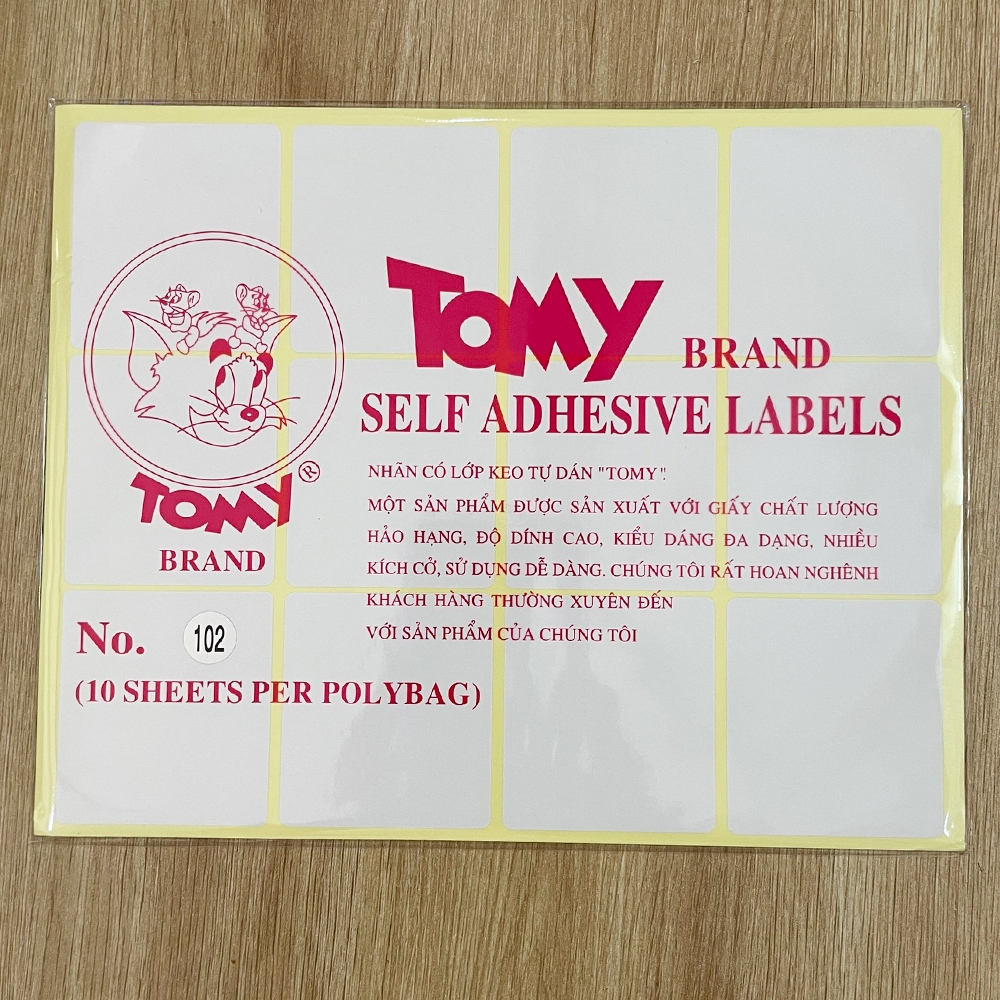 TOMY BRAND
SELF ADHESIVE LABELS
NHÃN CÓ LỚP KEO TỰ DÁN "TOMY".
MỘT SẢN PHẨM ĐƯỢC SẢN XUẤT VỚI GIẤY CHẤT LƯỢNG
HẢO HẠNG, ĐỘ DÍNH CAO, KIỂU DÁNG ĐA DẠNG, NHIỀU
KÍCH CỞ, SỬ DỤNG DỄ DÀNG. CHÚNG TÔI RẤT HOAN NGHÊNH
KHÁCH HÀNG THƯỜNG XUYÊN ĐẾN
VỚI SẢN PHẨM CỦA CHÚNG TÔI
TOMY ®
BRAND
No. 102
(10 SHEETS PER POLYBAG)